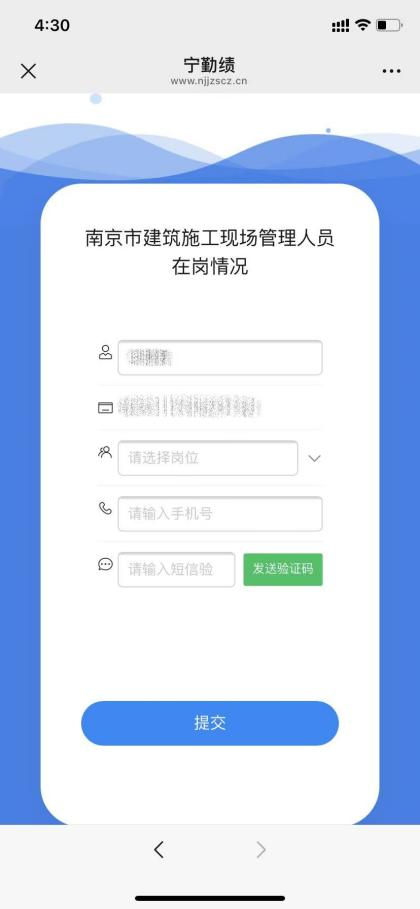 4:30
宁勤绩
www.njjzscz.cn
南京市建筑施工现场管理人员
在岗情况
请选择岗位
请输入手机号
请输入短信验
发送验证码
提交